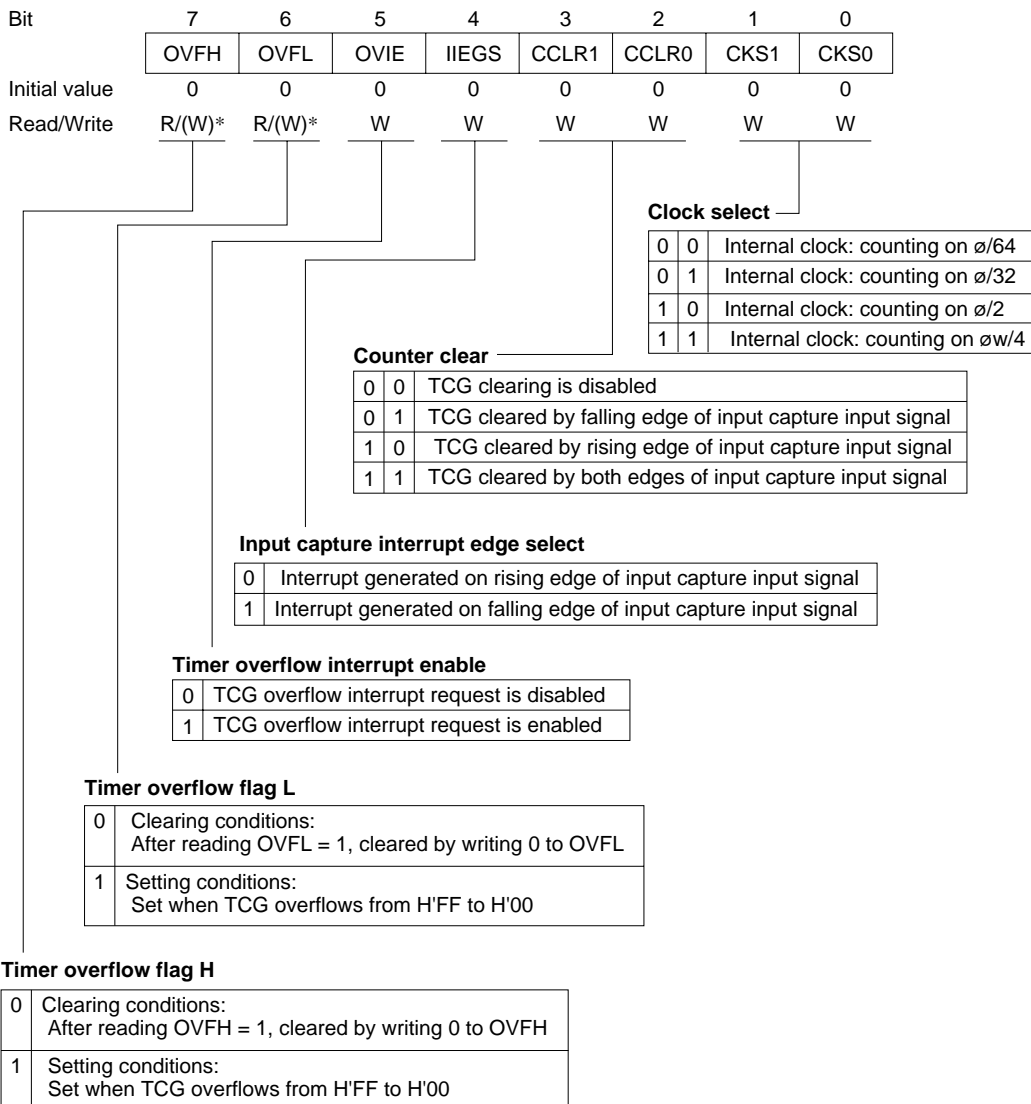 Bit 7 6 5 4 3 2 1 0
OVFH OVFL OVIE IIEGS CCLR1 CCLR0 CKS1 CKS0
Initial value 0 0 0 0 0 0 0 0
Read/Write R/(W)* R/(W)* W W W W W W
Clock select
0 0 Internal clock: counting on ø/64
0 1 Internal clock: counting on ø/32
1 0 Internal clock: counting on ø/2
1 1 Internal clock: counting on øw/4
Counter clear
0 0 TCG clearing is disabled
0 1 TCG cleared by falling edge of input capture input signal
1 0 TCG cleared by rising edge of input capture input signal
1 1 TCG cleared by both edges of input capture input signal
Input capture interrupt edge select
0 Interrupt generated on rising edge of input capture input signal
1 Interrupt generated on falling edge of input capture input signal
Timer overflow interrupt enable
0 TCG overflow interrupt request is disabled
1 TCG overflow interrupt request is enabled
Timer overflow flag L
0 Clearing conditions:
After reading OVFL = 1, cleared by writing 0 to OVFL
1 Setting conditions:
Set when TCG overflows from H'FF to H'00
Timer overflow flag H
0 Clearing conditions:
After reading OVFH = 1, cleared by writing 0 to OVFH
1 Setting conditions:
Set when TCG overflows from H'FF to H'00